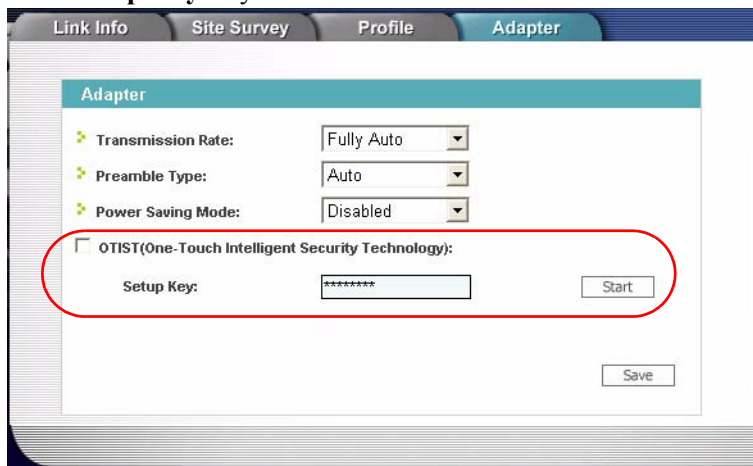 Link Info Site Survey Profile Adapter
Adapter
Transmission Rate: Fully Auto
Preamble Type: Auto
Power Saving Mode: Disabled
OTIST(One-Touch Intelligent Security Technology):
Setup Key: ******** Start
Save